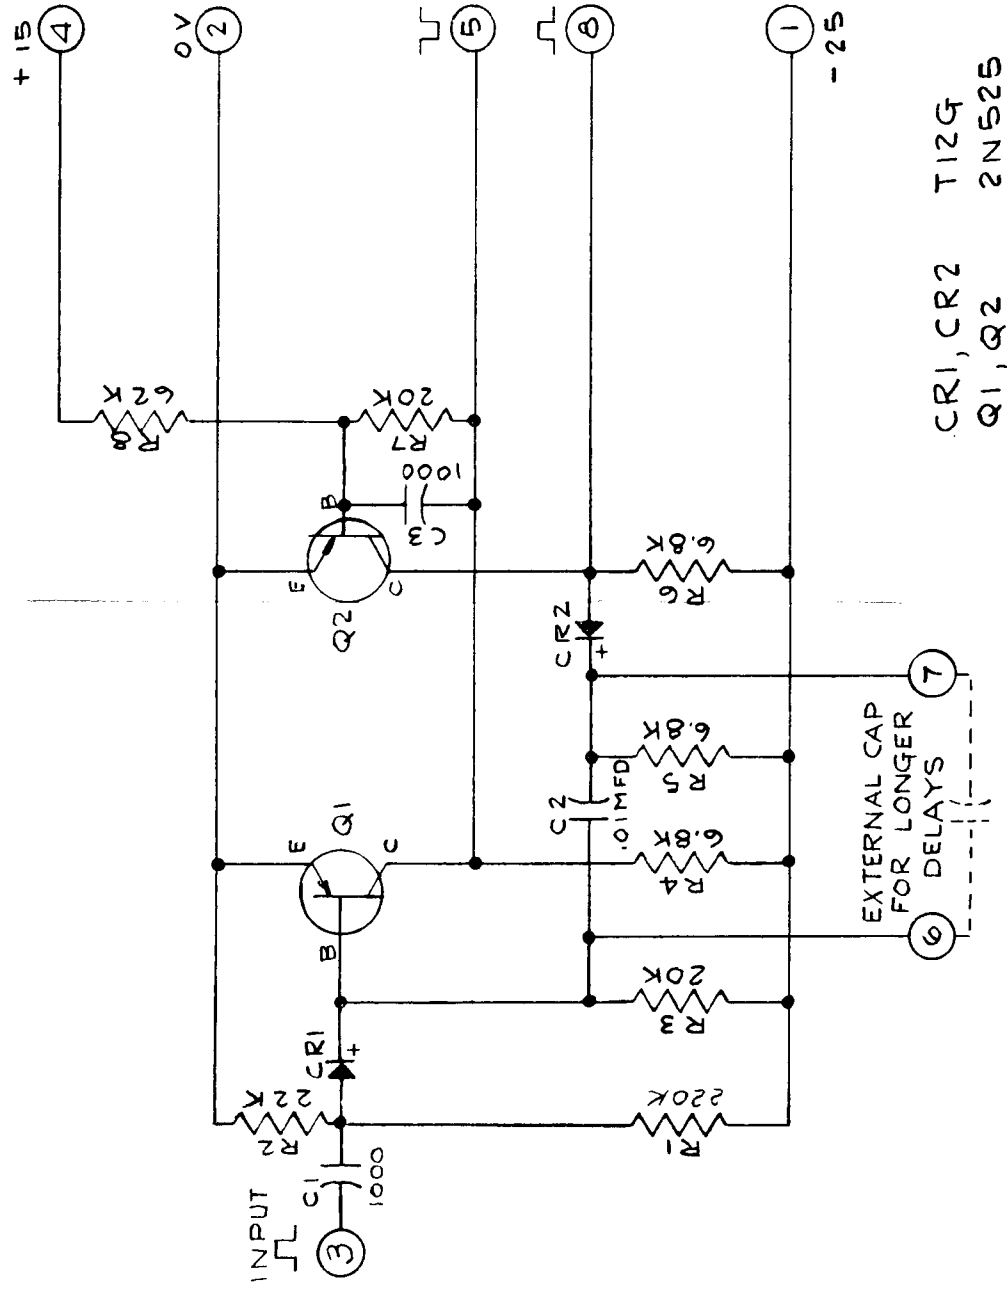 +15
4
0V
2
5
8
1
-25
62K
R8
20K
R7
1000
C3
B
E
C
Q2
6.8K
R6
CR2
+
7
EXTERNAL CAP
FOR LONGER
DELAYS
6
6.8K
R5
C2
.01MFD
6.8K
R4
Q1
E
C
B
20K
R3
CR1
+
22K
R2
220K
R1
C1
1000
INPUT
3
CR1, CR2 T12G
Q1, Q2 2N525